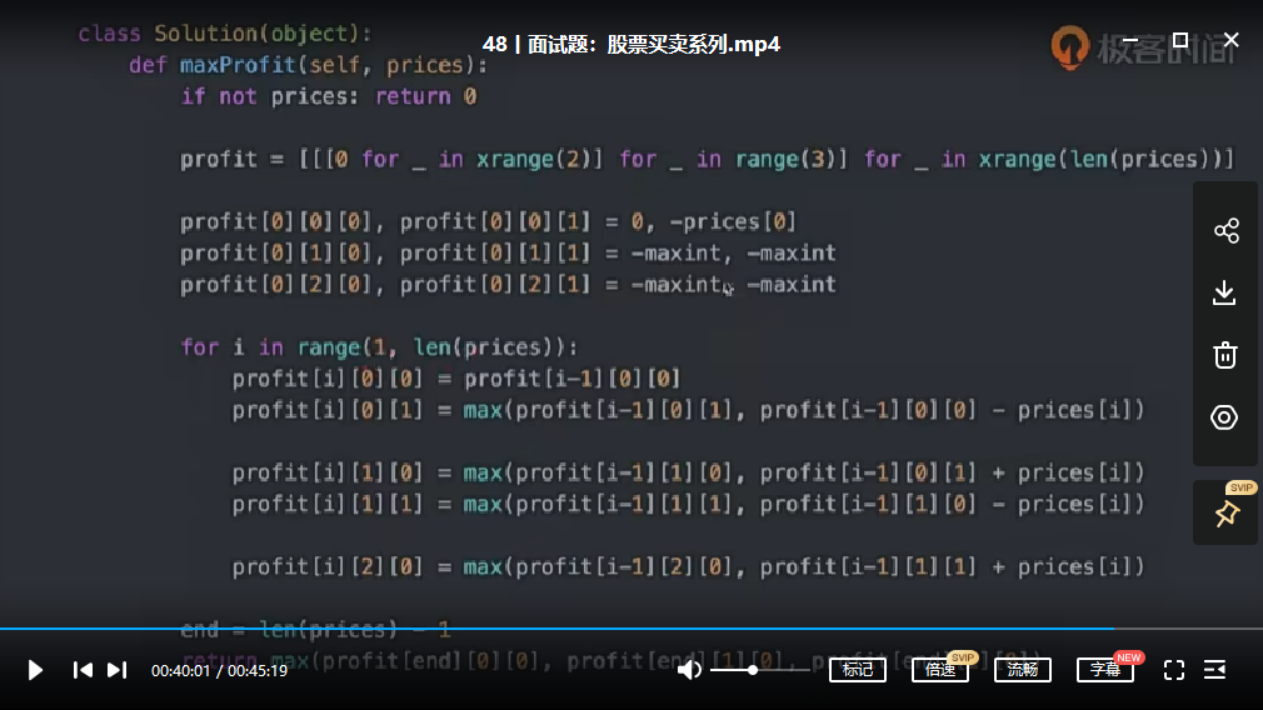 class Solution(object):
48 | 面试题：股票买卖系列.mp4
极客时间
def maxProfit(self, prices):
if not prices: return 0
profit = [[[0 for _ in xrange(2)] for _ in range(3)] for _ in xrange(len(prices))]
profit[0][0][0], profit[0][0][1] = 0, -prices[0]
profit[0][1][0], profit[0][1][1] = -maxint, -maxint
profit[0][2][0], profit[0][2][1] = -maxint, -maxint
for i in range(1, len(prices)):
profit[i][0][0] = profit[i-1][0][0]
profit[i][0][1] = max(profit[i-1][0][1], profit[i-1][0][0] - prices[i])
profit[i][1][0] = max(profit[i-1][1][0], profit[i-1][0][1] + prices[i])
profit[i][1][1] = max(profit[i-1][1][1], profit[i-1][1][0] - prices[i])
SVIP
profit[i][2][0] = max(profit[i-1][2][0], profit[i-1][1][1] + prices[i])
end = len(prices) - 1
return max(profit[end][0][0], profit[end][1][0],
00:40:01 / 00:45:19
标记
倍速
SVIP
流畅
字幕
NEW